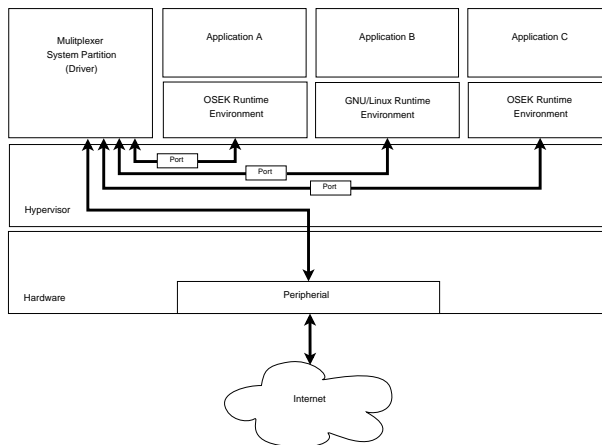 Mulitplexer
System Partition
(Driver)
Application A
Application B
Application C
OSEK Runtime
Environment
GNU/Linux Runtime
Environment
OSEK Runtime
Environment
Port
Port
Port
Hypervisor
Hardware
Peripherial
Internet